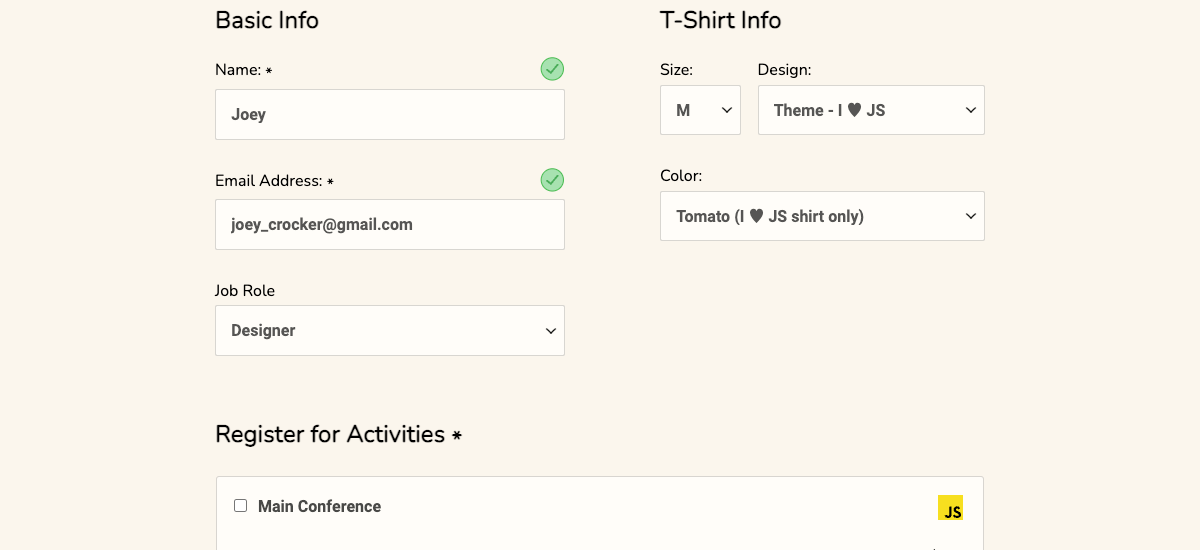 Basic Info
Name: *
Joey
Email Address: *
joey_crocker@gmail.com
Job Role
Designer
T-Shirt Info
Size:
Design:
M
Theme - I ♥ JS
Color:
Tomato (I ♥ JS shirt only)
Register for Activities *
Main Conference
JS